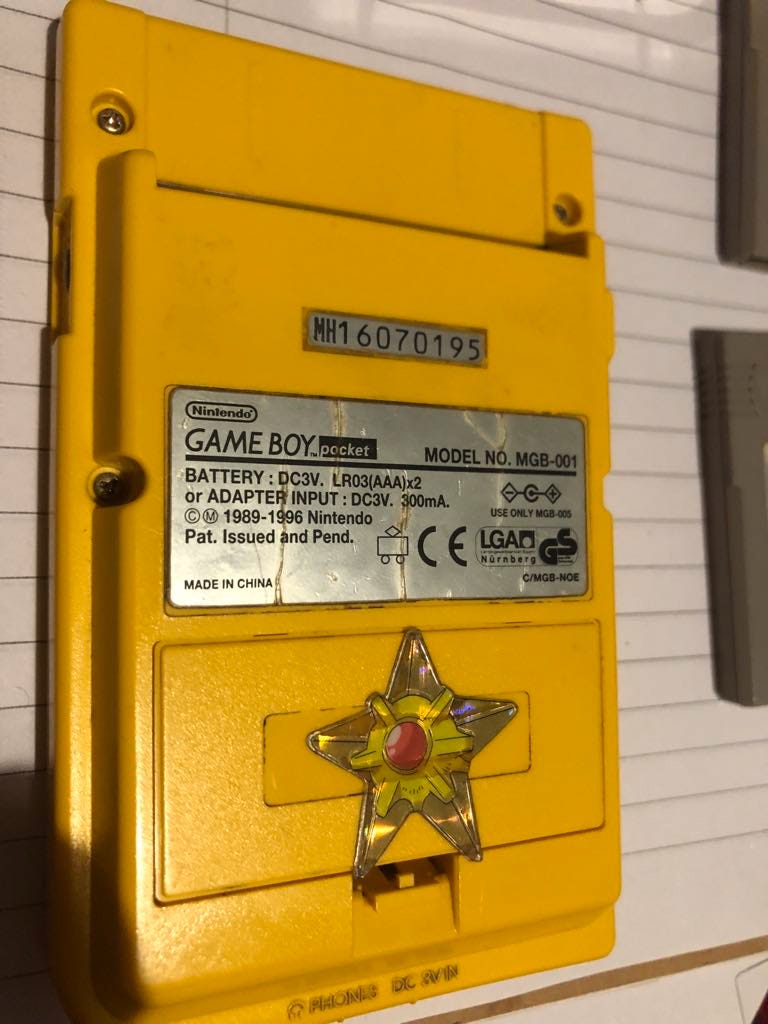 MH16070195
Nintendo
GAME BOY TM pocket
MODEL NO. MGB-001
BATTERY : DC3V. LR03(AAA)x2
or ADAPTER INPUT : DC3V. 300mA.
USE ONLY MGB-005
©Ⓜ 1989-1996 Nintendo
Pat. Issued and Pend.
CE
LGA
Nürnberg
GS
MADE IN CHINA
C/MGB-NOE
PHONES DC 3V IN